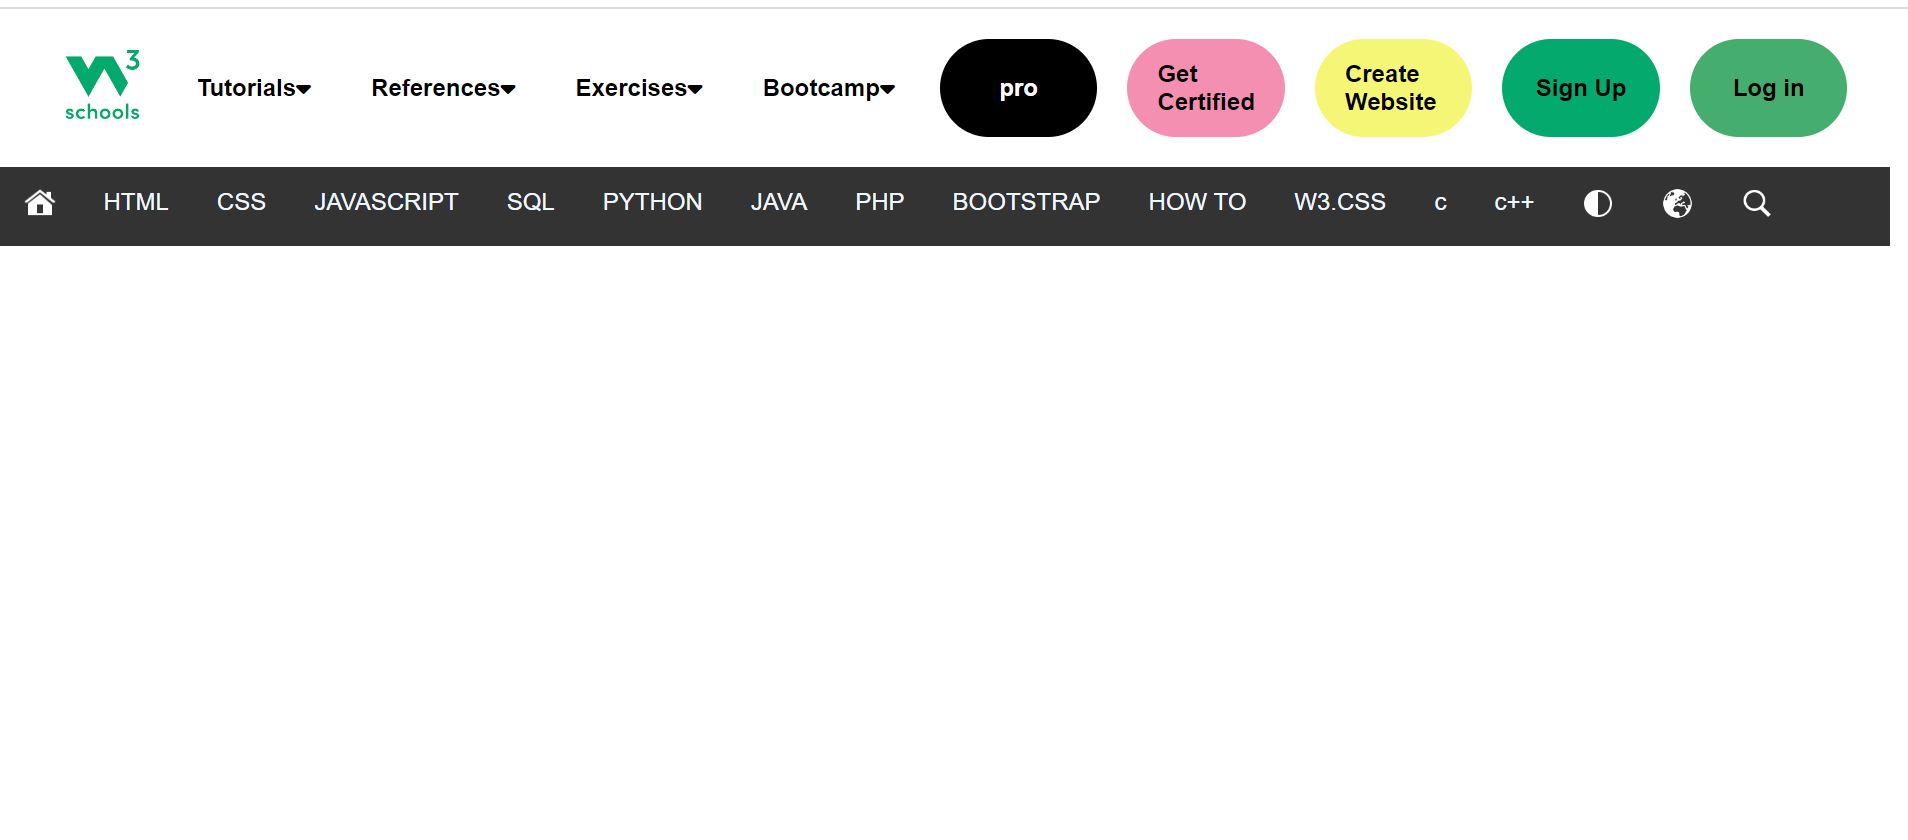 W3
schools
Tutorials
References
Exercises
Bootcamp
pro
Get
Certified
Create
Website
Sign Up
Log in
HTML
CSS
JAVASCRIPT
SQL
PYTHON
JAVA
PHP
BOOTSTRAP
HOW TO
W3.CSS
c
c++